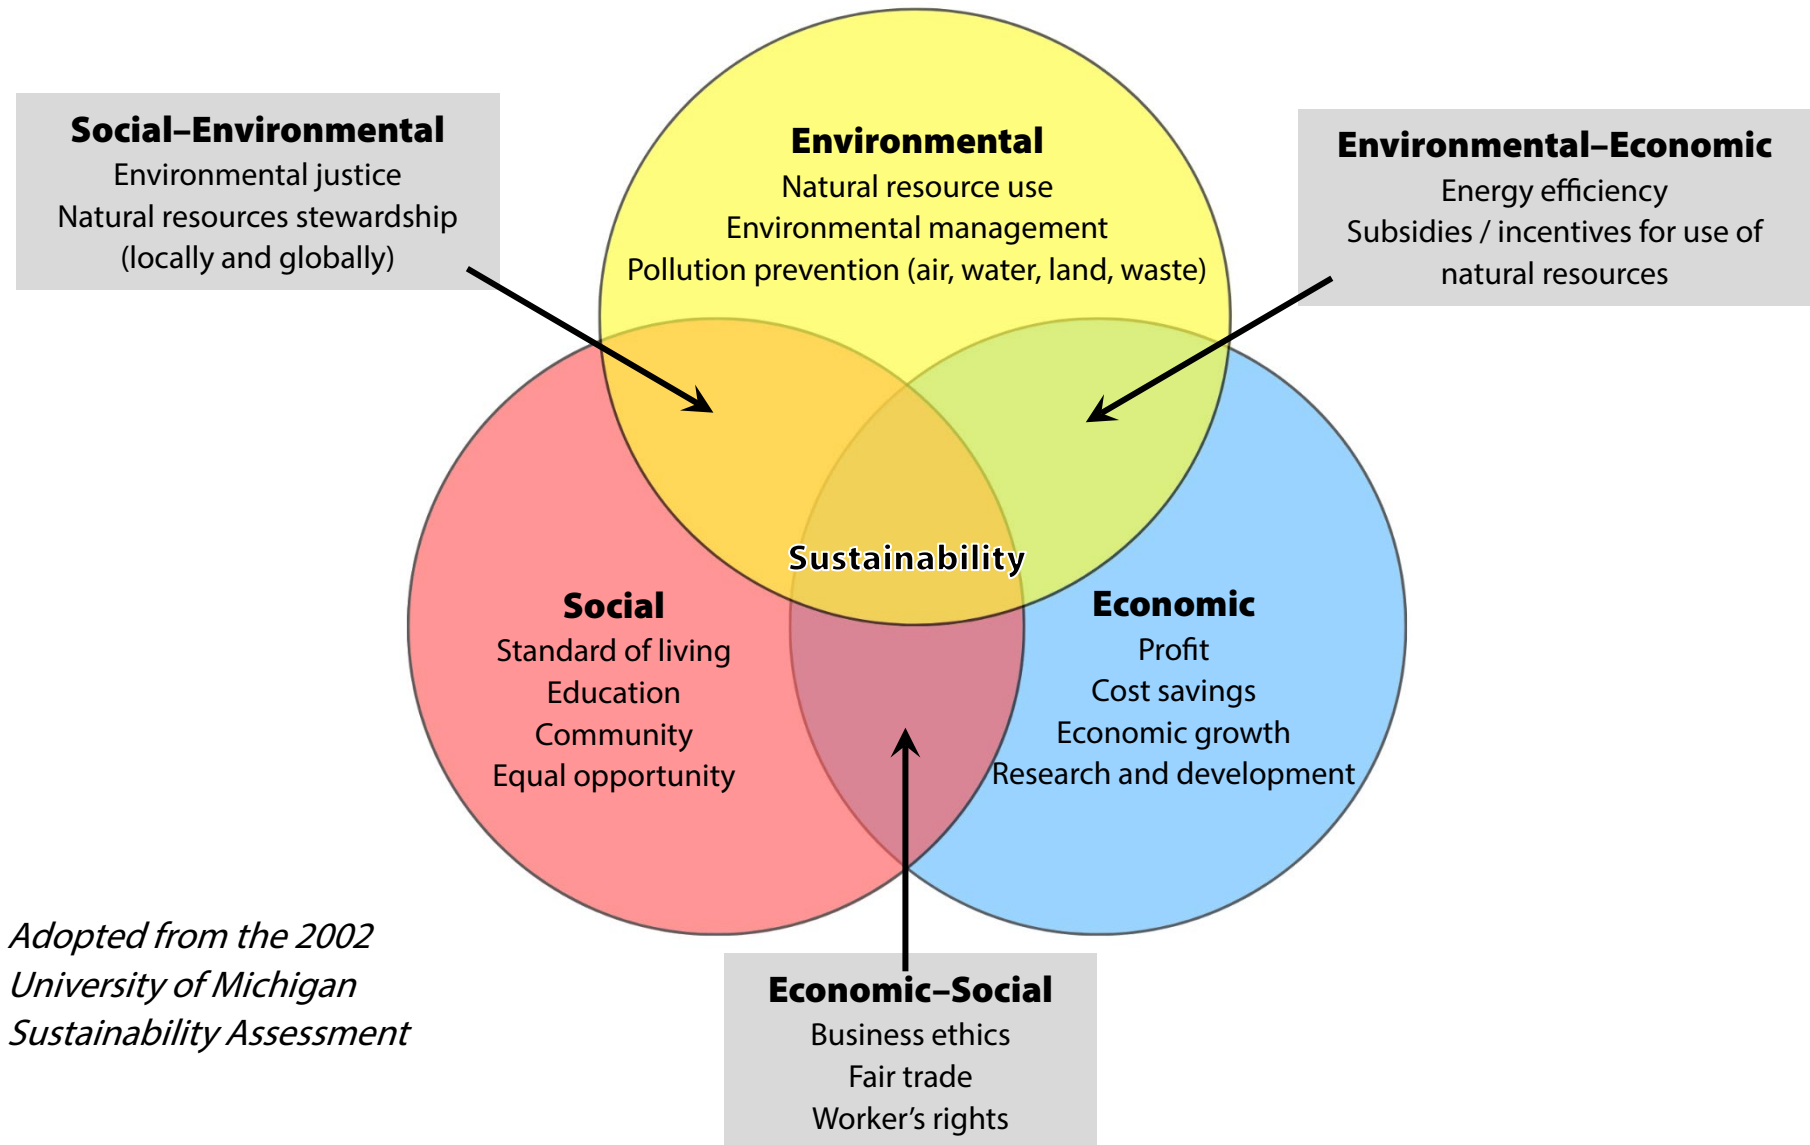 Social–Environmental
Environmental justice
Natural resources stewardship
(locally and globally)
Environmental
Natural resource use
Environmental management
Pollution prevention (air, water, land, waste)
Environmental–Economic
Energy efficiency
Subsidies / incentives for use of
natural resources
Sustainability
Social
Standard of living
Education
Community
Equal opportunity
Economic
Profit
Cost savings
Economic growth
Research and development
Adopted from the 2002
University of Michigan
Sustainability Assessment
Economic–Social
Business ethics
Fair trade
Worker’s rights